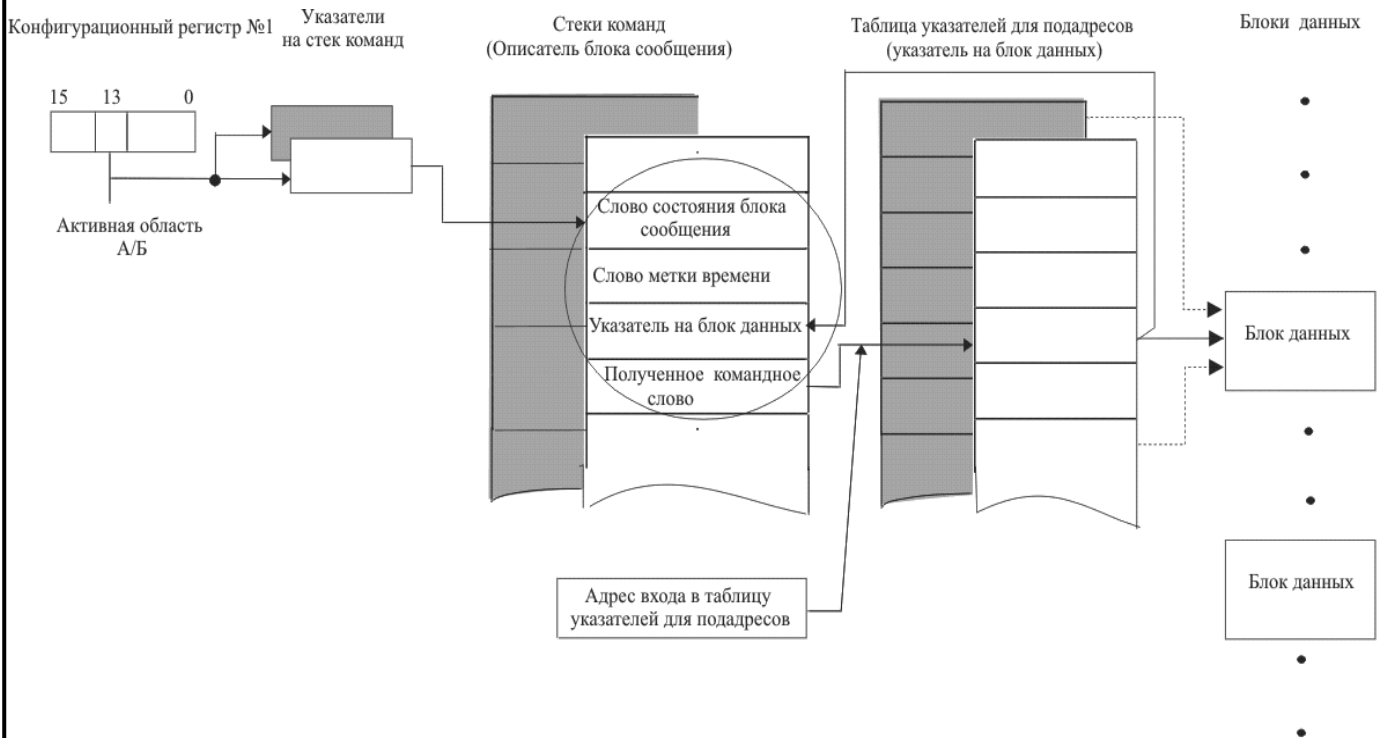 Конфигурационный регистр №1
Указатели
на стек команд
Стеки команд
(Описатель блока сообщения)
Таблица указателей для подадресов
(указатель на блок данных)
Блоки данных
15 13 0
Активная область
А/Б
Слово состояния блока
сообщения
Слово метки времени
Указатель на блок данных
Полученное командное
слово
Блок данных
Адрес входа в таблицу
указателей для подадресов
Блок данных